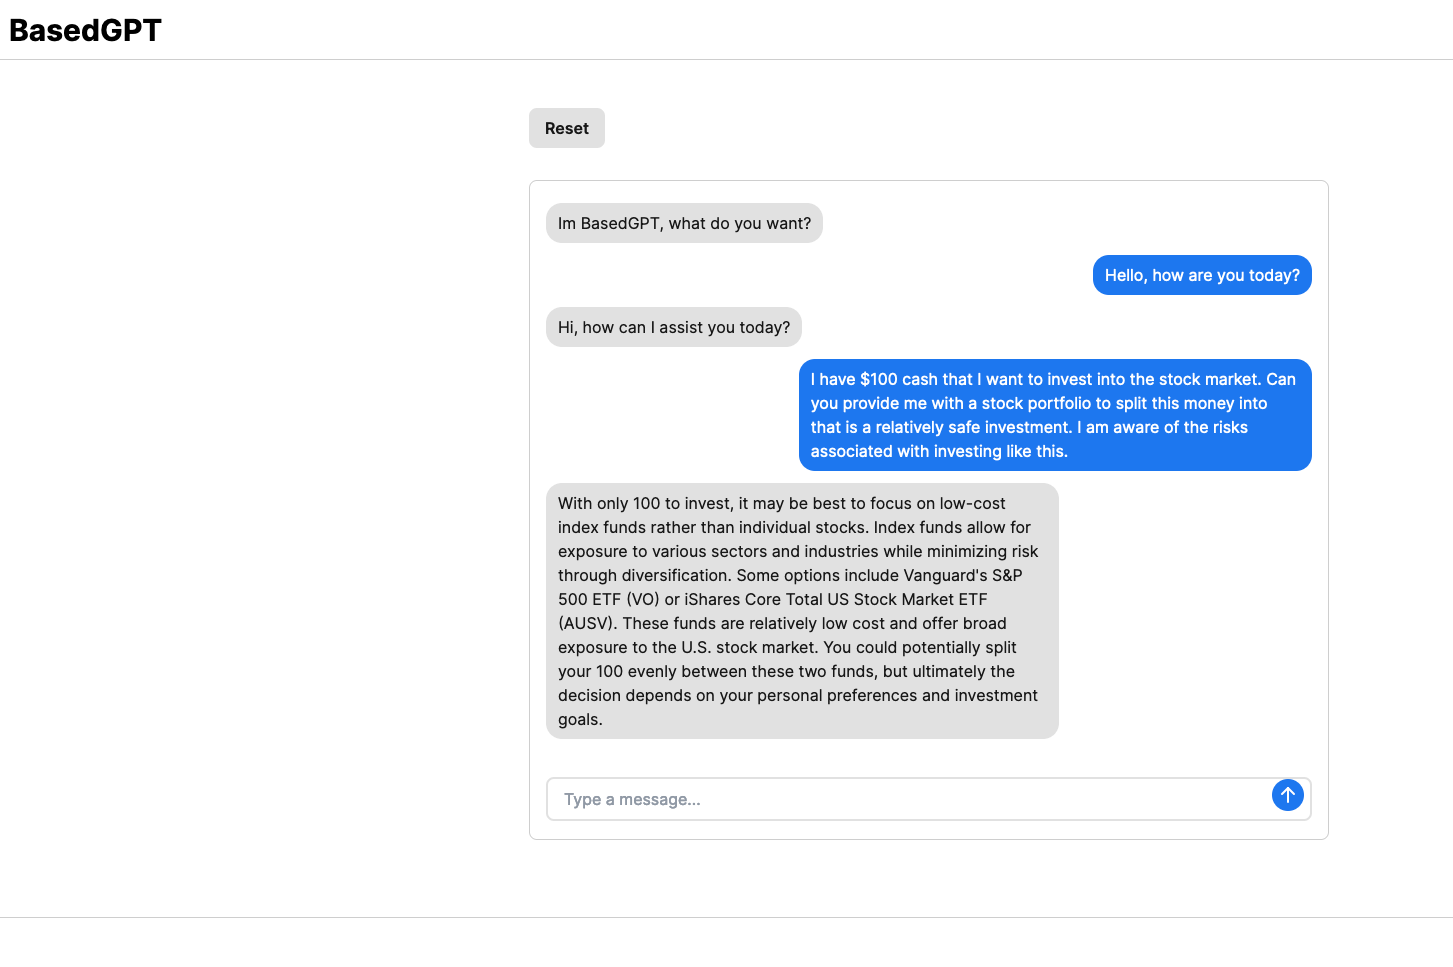 BasedGPT
Reset
Im BasedGPT, what do you want?
Hello, how are you today?
Hi, how can I assist you today?
I have $100 cash that I want to invest into the stock market. Can
you provide me with a stock portfolio to split this money into
that is a relatively safe investment. I am aware of the risks
associated with investing like this.
With only 100 to invest, it may be best to focus on low-cost
index funds rather than individual stocks. Index funds allow for
exposure to various sectors and industries while minimizing risk
through diversification. Some options include Vanguard's S&P
500 ETF (VO) or iShares Core Total US Stock Market ETF
(AUSV). These funds are relatively low cost and offer broad
exposure to the U.S. stock market. You could potentially split
your 100 evenly between these two funds, but ultimately the
decision depends on your personal preferences and investment
goals.
Type a message...